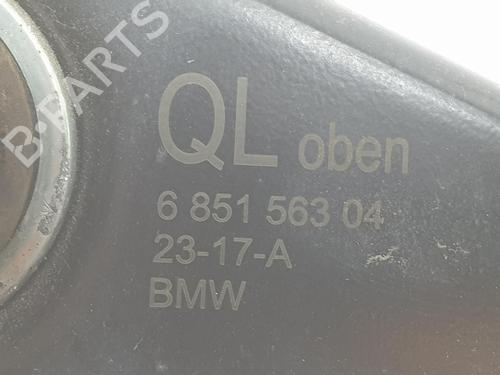 B-PARTS
QL oben
6 851 563 04
23-17-A
BMW